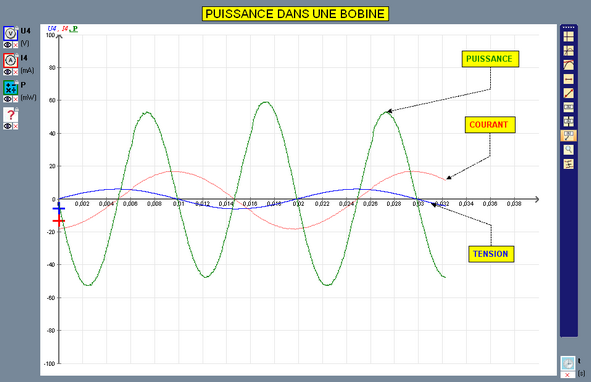 PUISSANCE DANS UNE BOBINE
U4
(V)
I4
(mA)
P
(mW)
?
U4, I4, P
100
80
60
40
20
-20
-40
-60
-80
-100
0,002 0,004 0,006 0,008 0,01 0,012 0,014 0,016 0,018 0,02 0,022 0,024 0,026 0,028 0,03 0,032 0,034 0,036 0,038
PUISSANCE
COURANT
TENSION
t
(s)